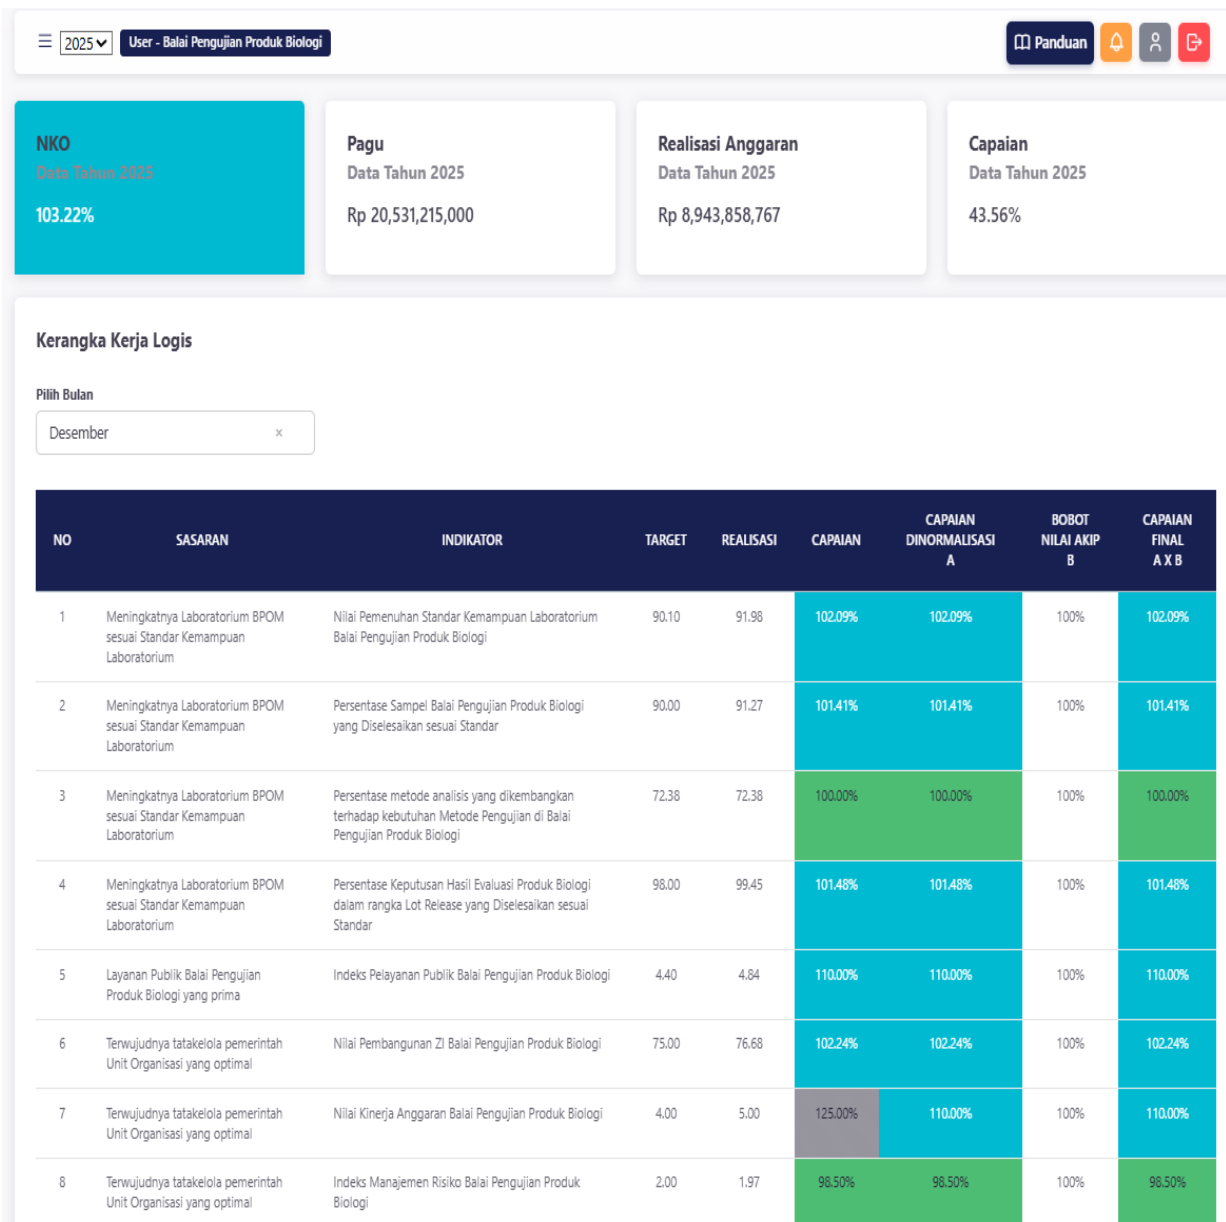 2025 User - Balai Pengujian Produk Biologi Panduan
NKO
Data Tahun 2025
103.22%
Pagu
Data Tahun 2025
Rp 20,531,215,000
Realisasi Anggaran
Data Tahun 2025
Rp 8,943,858,767
Capaian
Data Tahun 2025
43.56%
Kerangka Kerja Logis
Pilih Bulan
Desember ×
NO SASARAN INDIKATOR TARGET REALISASI CAPAIAN CAPAIAN DINORMALISASI A BOBOT NILAI AKIP B CAPAIAN FINAL A X B
1 Meningkatnya Laboratorium BPOM sesuai Standar Kemampuan Laboratorium Nilai Pemenuhan Standar Kemampuan Laboratorium Balai Pengujian Produk Biologi 90.10 91.98 102.09% 102.09% 100% 102.09%
2 Meningkatnya Laboratorium BPOM sesuai Standar Kemampuan Laboratorium Persentase Sampel Balai Pengujian Produk Biologi yang Diselesaikan sesuai Standar 90.00 91.27 101.41% 101.41% 100% 101.41%
3 Meningkatnya Laboratorium BPOM sesuai Standar Kemampuan Laboratorium Persentase metode analisis yang dikembangkan terhadap kebutuhan Metode Pengujian di Balai Pengujian Produk Biologi 72.38 72.38 100.00% 100.00% 100% 100.00%
4 Meningkatnya Laboratorium BPOM sesuai Standar Kemampuan Laboratorium Persentase Keputusan Hasil Evaluasi Produk Biologi dalam rangka Lot Release yang Diselesaikan sesuai Standar 98.00 99.45 101.48% 101.48% 100% 101.48%
5 Layanan Publik Balai Pengujian Produk Biologi yang prima Indeks Pelayanan Publik Balai Pengujian Produk Biologi 4.40 4.84 110.00% 110.00% 100% 110.00%
6 Terwujudnya tatakelola pemerintah Unit Organisasi yang optimal Nilai Pembangunan ZI Balai Pengujian Produk Biologi 75.00 76.68 102.24% 102.24% 100% 102.24%
7 Terwujudnya tatakelola pemerintah Unit Organisasi yang optimal Nilai Kinerja Anggaran Balai Pengujian Produk Biologi 4.00 5.00 125.00% 110.00% 100% 110.00%
8 Terwujudnya tatakelola pemerintah Unit Organisasi yang optimal Indeks Manajemen Risiko Balai Pengujian Produk Biologi 2.00 1.97 98.50% 98.50% 100% 98.50%